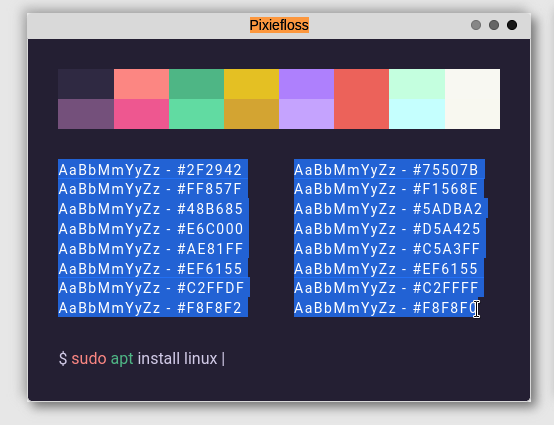 Pixiefloss
AaBbMmYyZz - #2F2942
AaBbMmYyZz - #FF857F
AaBbMmYyZz - #48B685
AaBbMmYyZz - #E6C000
AaBbMmYyZz - #AE81FF
AaBbMmYyZz - #EF6155
AaBbMmYyZz - #C2FFDF
AaBbMmYyZz - #F8F8F2
AaBbMmYyZz - #75507B
AaBbMmYyZz - #F1568E
AaBbMmYyZz - #5ADBA2
AaBbMmYyZz - #D5A425
AaBbMmYyZz - #C5A3FF
AaBbMmYyZz - #EF6155
AaBbMmYyZz - #C2FFFF
AaBbMmYyZz - #F8F8F0
$ sudo apt install linux |